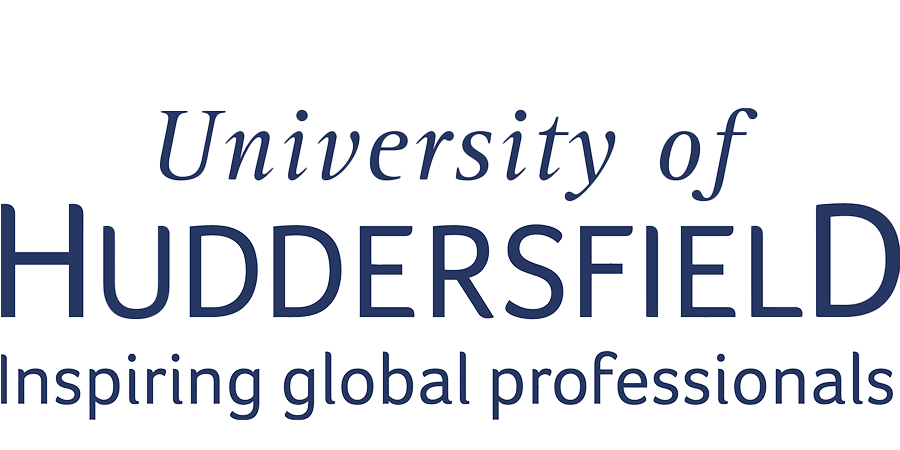 University of
HUDDERSFIELD
Inspiring global professionals